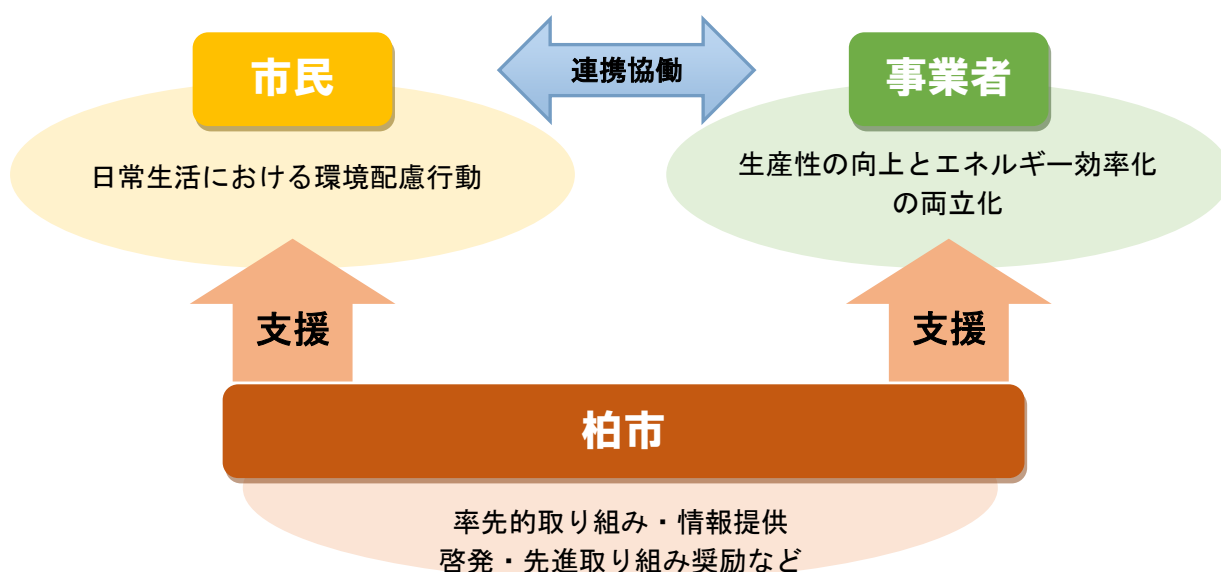 市民
連携協働
事業者
日常生活における環境配慮行動
生産性の向上とエネルギー効率化
の両立化
支援
支援
柏市
率先的取り組み・情報提供
啓発・先進取り組み奨励など